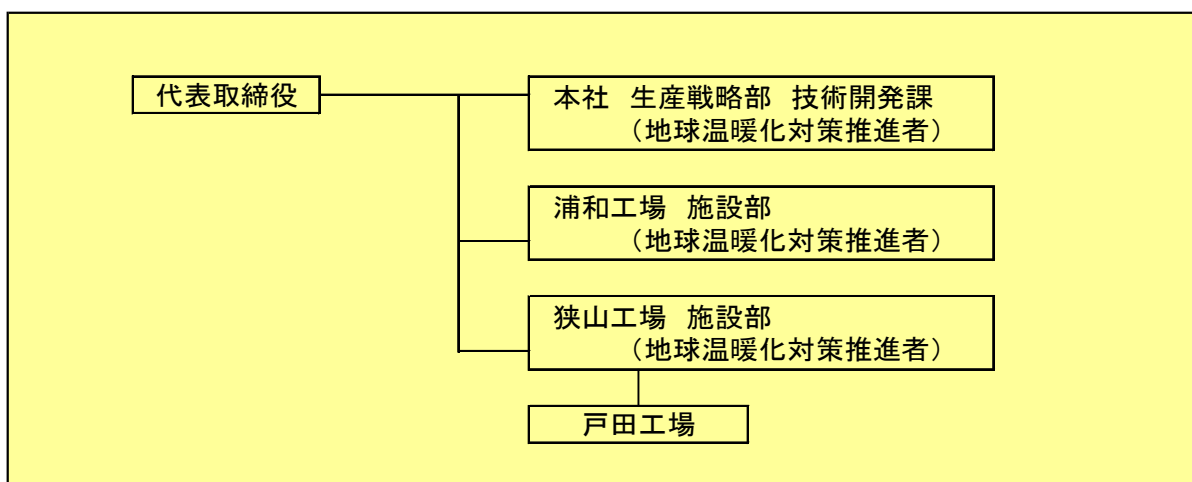 代表取締役
本社 生産戦略部 技術開発課
（地球温暖化対策推進者）
浦和工場 施設部
（地球温暖化対策推進者）
狭山工場 施設部
（地球温暖化対策推進者）
戸田工場